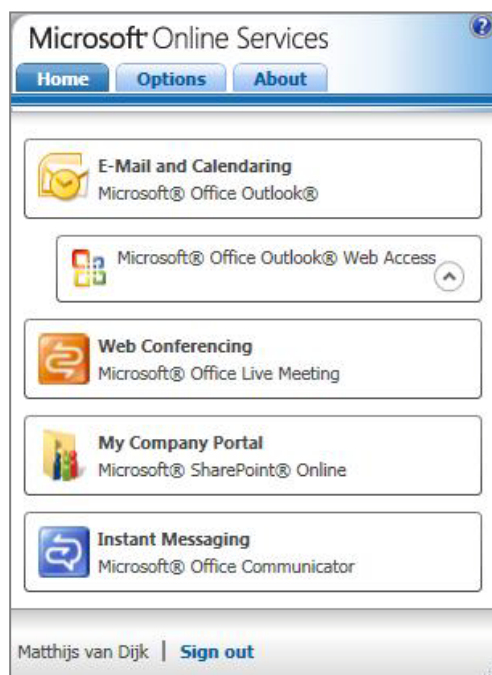 Microsoft® Online Services
?
Home Options About
E-Mail and Calendaring
Microsoft® Office Outlook®
Microsoft® Office Outlook® Web Access
Web Conferencing
Microsoft® Office Live Meeting
My Company Portal
Microsoft® SharePoint® Online
Instant Messaging
Microsoft® Office Communicator
Matthijs van Dijk | Sign out